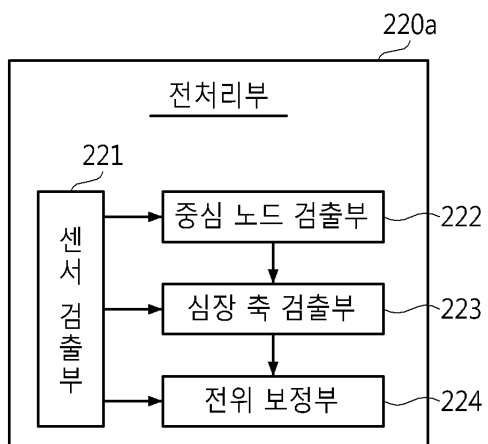 220a
전처리부
221
센서 검출부
중심 노드 검출부
222
심장 축 검출부
223
전위 보정부
224